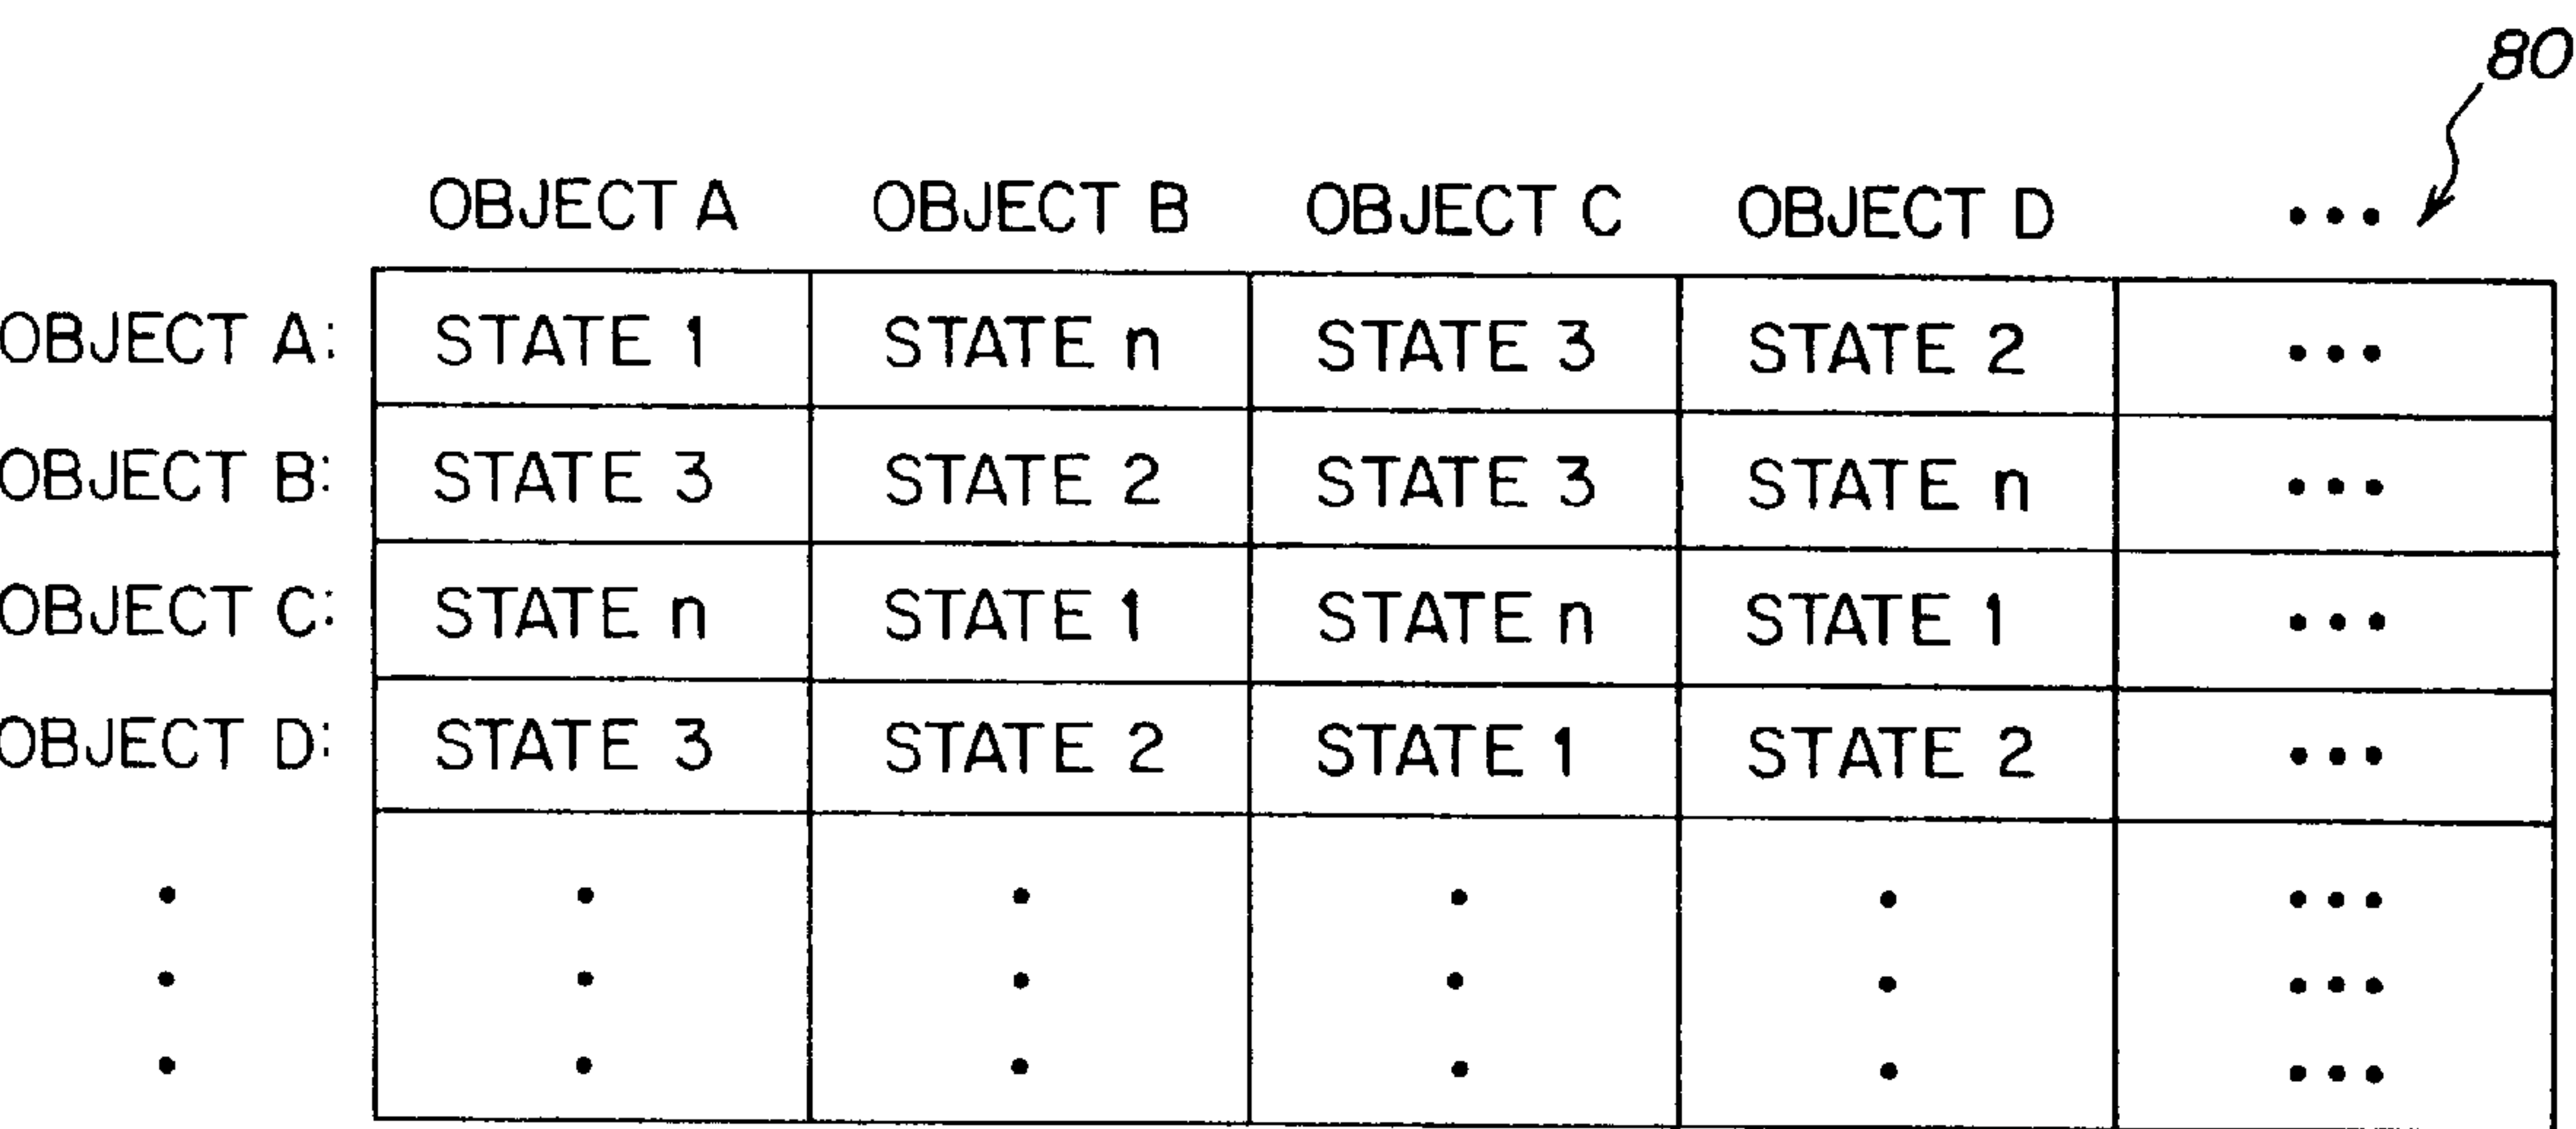 80
OBJECT A OBJECT B OBJECT C OBJECT D •••
OBJECT A: STATE 1 STATE n STATE 3 STATE 2 •••
OBJECT B: STATE 3 STATE 2 STATE 3 STATE n •••
OBJECT C: STATE n STATE 1 STATE n STATE 1 •••
OBJECT D: STATE 3 STATE 2 STATE 1 STATE 2 •••
• • • • • •••
• • • • • •••
• • • • • •••